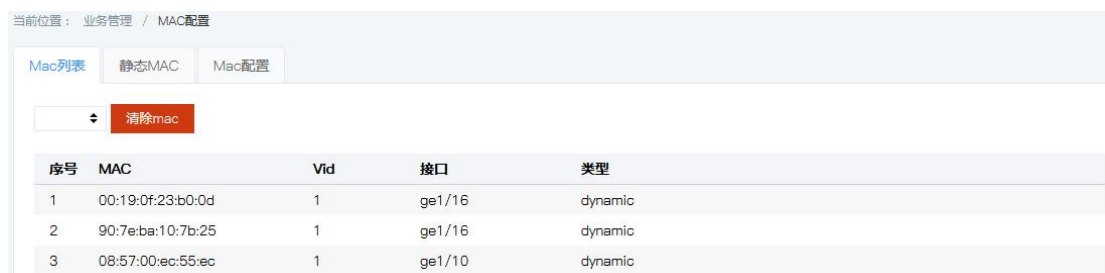 当前位置： 业务管理 / MAC配置
Mac列表 静态MAC Mac配置
清除mac
序号 MAC Vid 接口 类型
1 00:19:0f:23:b0:0d 1 ge1/16 dynamic
2 90:7e:ba:10:7b:25 1 ge1/16 dynamic
3 08:57:00:ec:55:ec 1 ge1/10 dynamic